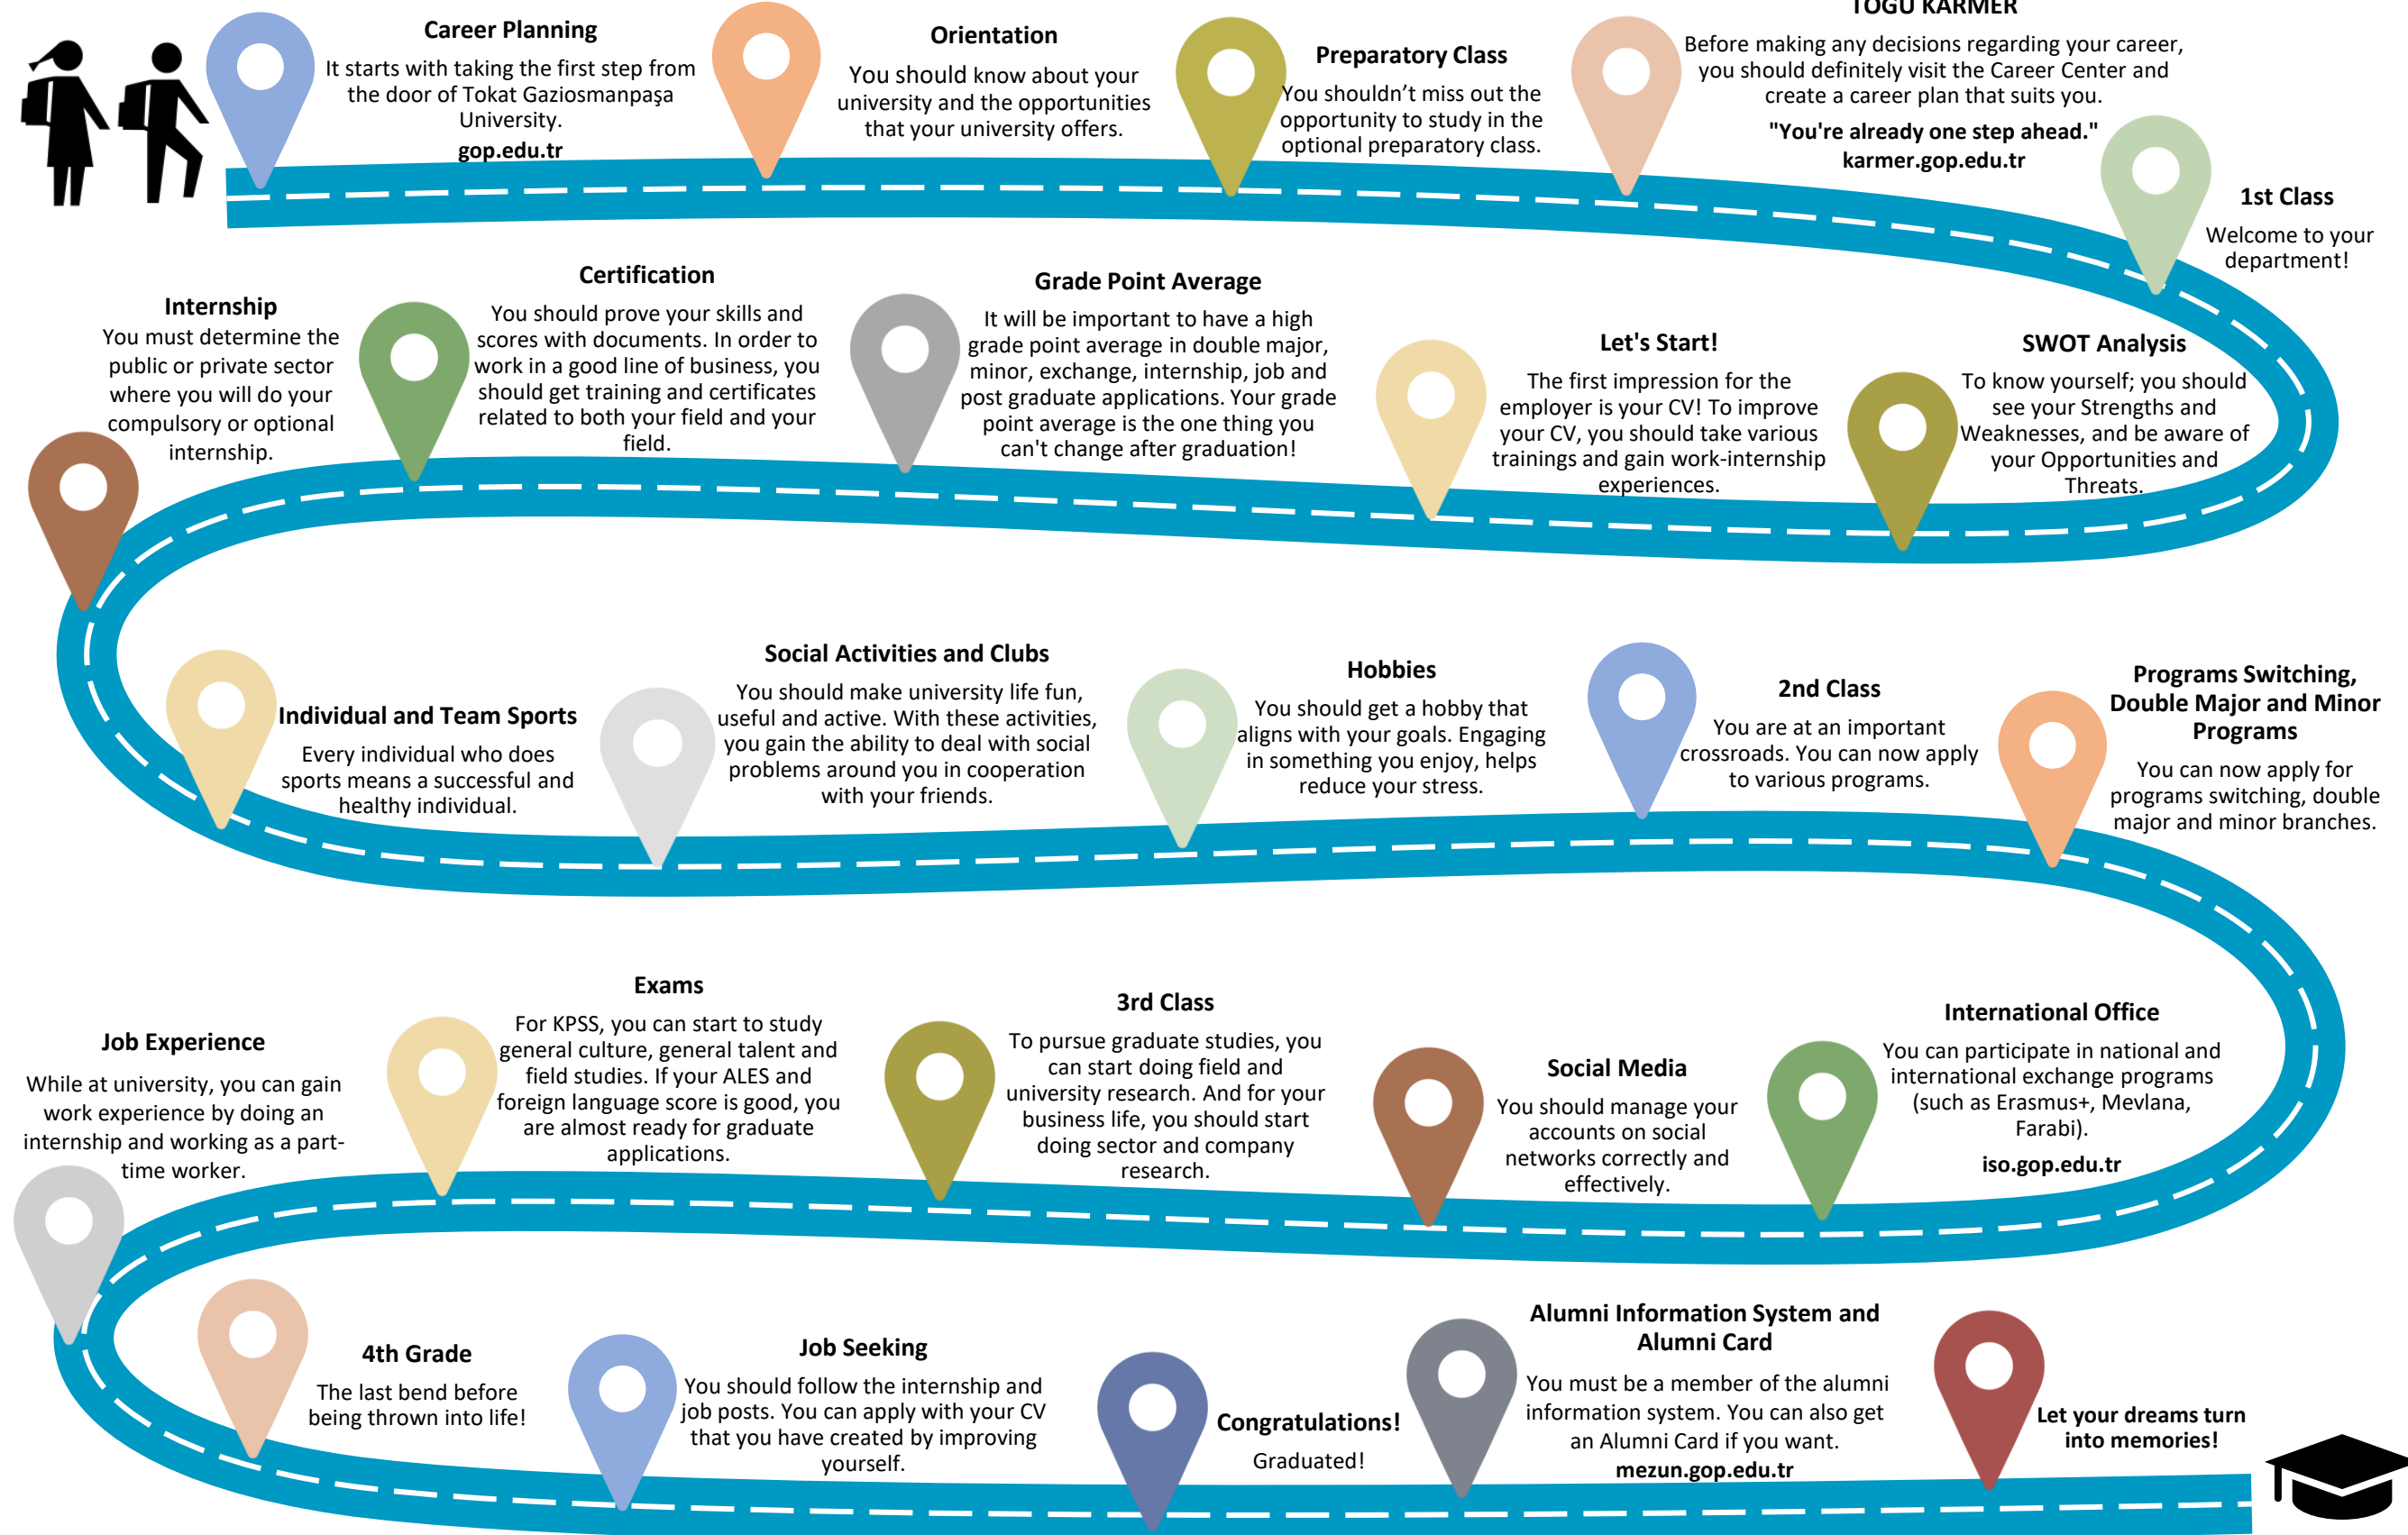 Career Planning
It starts with taking the first step from
the door of Tokat Gaziosmanpaşa
University.
gop.edu.tr
Orientation
You should know about your
university and the opportunities
that your university offers.
Preparatory Class
You shouldn’t miss out the
opportunity to study in the
optional preparatory class.
TOGÜ KARMER
Before making any decisions regarding your career,
you should definitely visit the Career Center and
create a career plan that suits you.
"You're already one step ahead."
karmer.gop.edu.tr
1st Class
Welcome to your
department!
SWOT Analysis
To know yourself; you should
see your Strengths and
Weaknesses, and be aware of
your Opportunities and
Threats.
Let's Start!
The first impression for the
employer is your CV! To improve
your CV, you should take various
trainings and gain work-internship
experiences.
Grade Point Average
It will be important to have a high
grade point average in double major,
minor, exchange, internship, job and
post graduate applications. Your grade
point average is the one thing you
can't change after graduation!
Certification
You should prove your skills and
scores with documents. In order to
work in a good line of business, you
should get training and certificates
related to both your field and your
field.
Internship
You must determine the
public or private sector
where you will do your
compulsory or optional
internship.
Individual and Team Sports
Every individual who does
sports means a successful and
healthy individual.
Social Activities and Clubs
You should make university life fun,
useful and active. With these activities,
you gain the ability to deal with social
problems around you in cooperation
with your friends.
Hobbies
You should get a hobby that
aligns with your goals. Engaging
in something you enjoy, helps
reduce your stress.
2nd Class
You are at an important
crossroads. You can now apply
to various programs.
Programs Switching,
Double Major and Minor
Programs
You can now apply for
programs switching, double
major and minor branches.
International Office
You can participate in national and
international exchange programs
(such as Erasmus+, Mevlana,
Farabi).
iso.gop.edu.tr
Social Media
You should manage your
accounts on social
networks correctly and
effectively.
3rd Class
To pursue graduate studies, you
can start doing field and
university research. And for your
business life, you should start
doing sector and company
research.
Exams
For KPSS, you can start to study
general culture, general talent and
field studies. If your ALES and
foreign language score is good, you
are almost ready for graduate
applications.
Job Experience
While at university, you can gain
work experience by doing an
internship and working as a part-
time worker.
4th Grade
The last bend before
being thrown into life!
Job Seeking
You should follow the internship and
job posts. You can apply with your CV
that you have created by improving
yourself.
Congratulations!
Graduated!
Alumni Information System and
Alumni Card
You must be a member of the alumni
information system. You can also get
an Alumni Card if you want.
mezun.gop.edu.tr
Let your dreams turn
into memories!